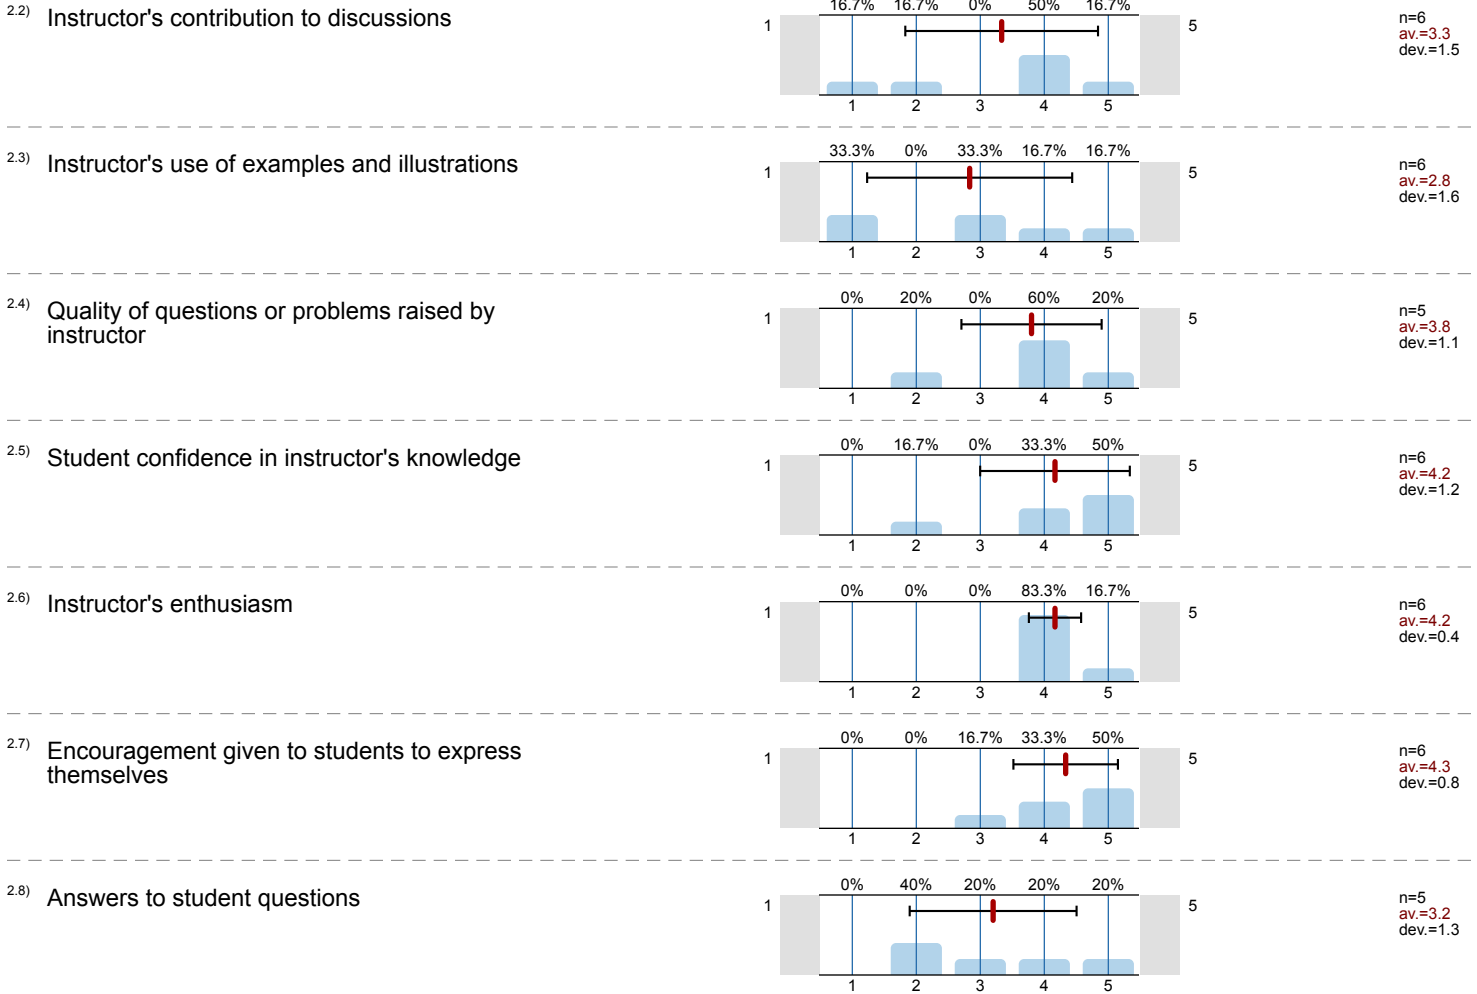 2.2) Instructor's contribution to discussions
16.7% 16.7% 0% 50% 16.7%
1 5
n=6
av.=3.3
dev.=1.5
1 2 3 4 5
2.3) Instructor's use of examples and illustrations
33.3% 0% 33.3% 16.7% 16.7%
1 5
n=6
av.=2.8
dev.=1.6
1 2 3 4 5
2.4) Quality of questions or problems raised by
instructor
0% 20% 0% 60% 20%
1 5
n=5
av.=3.8
dev.=1.1
1 2 3 4 5
2.5) Student confidence in instructor's knowledge
0% 16.7% 0% 33.3% 50%
1 5
n=6
av.=4.2
dev.=1.2
1 2 3 4 5
2.6) Instructor's enthusiasm
0% 0% 0% 83.3% 16.7%
1 5
n=6
av.=4.2
dev.=0.4
1 2 3 4 5
2.7) Encouragement given to students to express
themselves
0% 0% 16.7% 33.3% 50%
1 5
n=6
av.=4.3
dev.=0.8
1 2 3 4 5
2.8) Answers to student questions
0% 40% 20% 20% 20%
1 5
n=5
av.=3.2
dev.=1.3
1 2 3 4 5